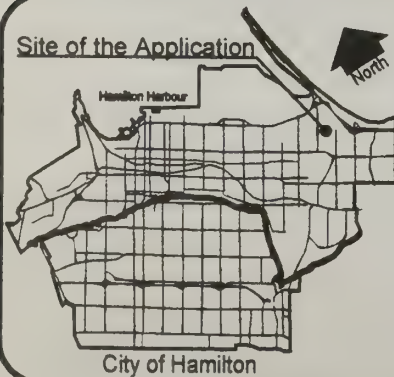 Site of the Application
North
Hamilton Harbour
City of Hamilton